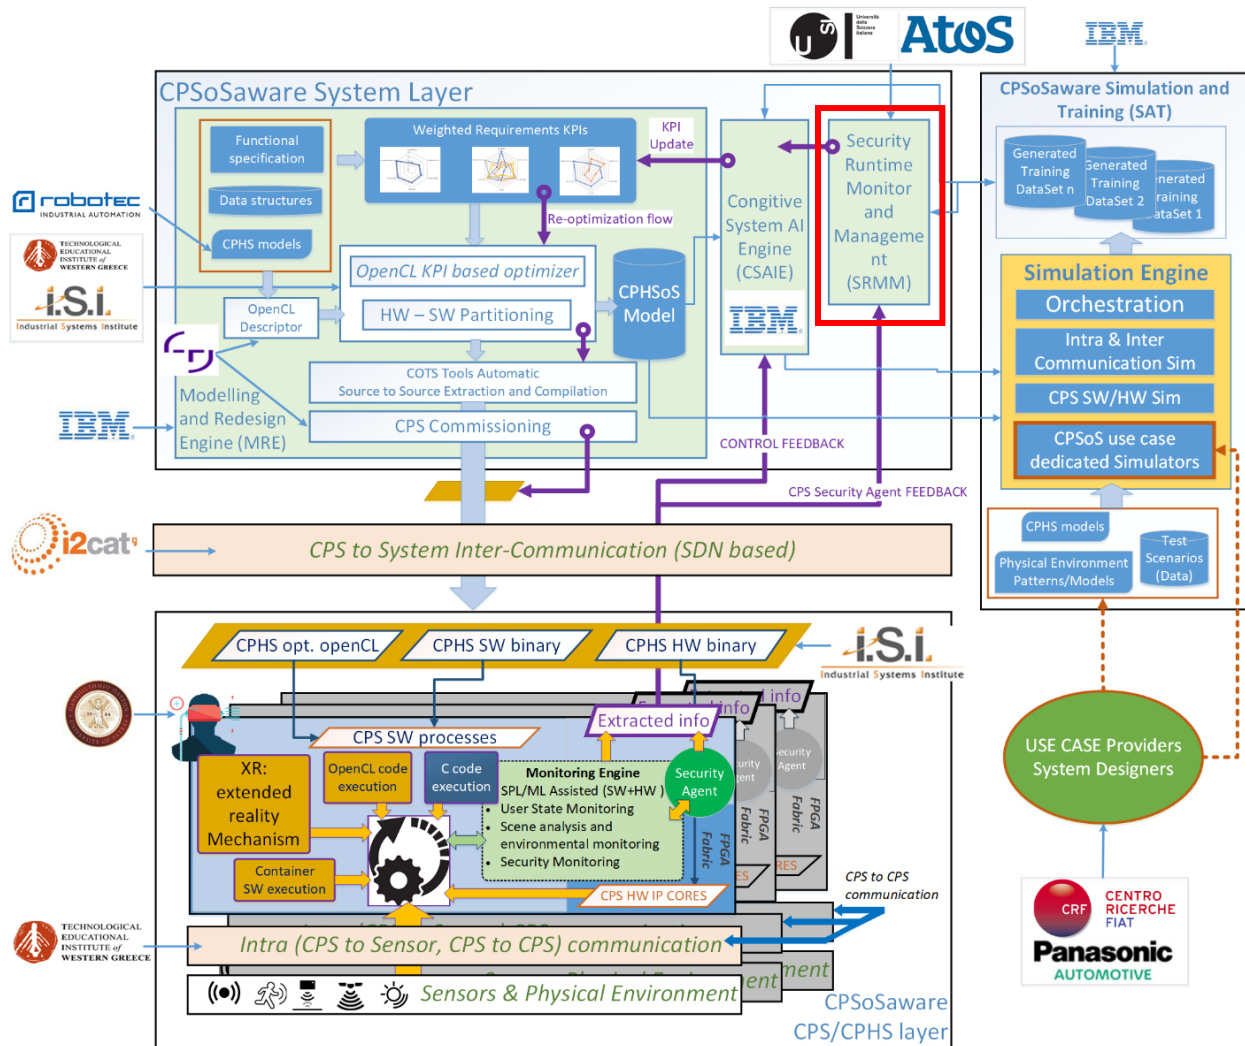 USI
Università
della
Svizzera
italiana
Atos
IBM
CPSoSaware System Layer
Functional
specification
Data structures
CPHS models
Weighted Requirements KPIs
KPI
Update
Re-optimization flow
OpenCL KPI based optimizer
HW – SW Partitioning
OpenCL
Descriptor
CPHSoS
Model
COTS Tools Automatic
Source to Source Extraction and Compilation
CPS Commissioning
Modelling
and Redesign
Engine (MRE)
Congitive
System AI
Engine
(CSAIE)
IBM
Security
Runtime
Monitor
and
Manageme
nt
(SRMM)
CONTROL FEEDBACK
CPS Security Agent FEEDBACK
robotec
INDUSTRIAL AUTOMATION
TECHNOLOGICAL
EDUCATIONAL
INSTITUTE of
WESTERN GREECE
i.S.i.
Industrial Systems Institute
IBM
i2cat
CPSoSaware Simulation and
Training (SAT)
Generated
Training
DataSet n
Generated
Training
DataSet 2
Generated
Training
DataSet 1
Simulation Engine
Orchestration
Intra & Inter
Communication Sim
CPS SW/HW Sim
CPSoS use case
dedicated Simulators
CPHS models
Physical Environment
Patterns/Models
Test
Scenarios
(Data)
USE CASE Providers
System Designers
CRF
CENTRO
RICERCHE
FIAT
Panasonic
AUTOMOTIVE
CPS to System Inter-Communication (SDN based)
CPHS opt. openCL
CPHS SW binary
CPHS HW binary
i.S.i.
Industrial Systems Institute
Extracted info
info
CPS SW processes
XR:
extended
reality
Mechanism
OpenCL code
execution
C code
execution
Container
SW execution
Monitoring Engine
SPL/ML Assisted (SW+HW )
• User State Monitoring
• Scene analysis and
environmental monitoring
• Security Monitoring
Security
Agent
Security
Agent
FPGA
Fabric
FPGA
Fabric
FPGA
Fabric
CPS HW IP CORES
RES
CPS to CPS
communication
TECHNOLOGICAL
EDUCATIONAL
INSTITUTE of
WESTERN GREECE
Intra (CPS to Sensor, CPS to CPS) communication
Sensors & Physical Environment
CPSoSaware
CPS/CPHS layer